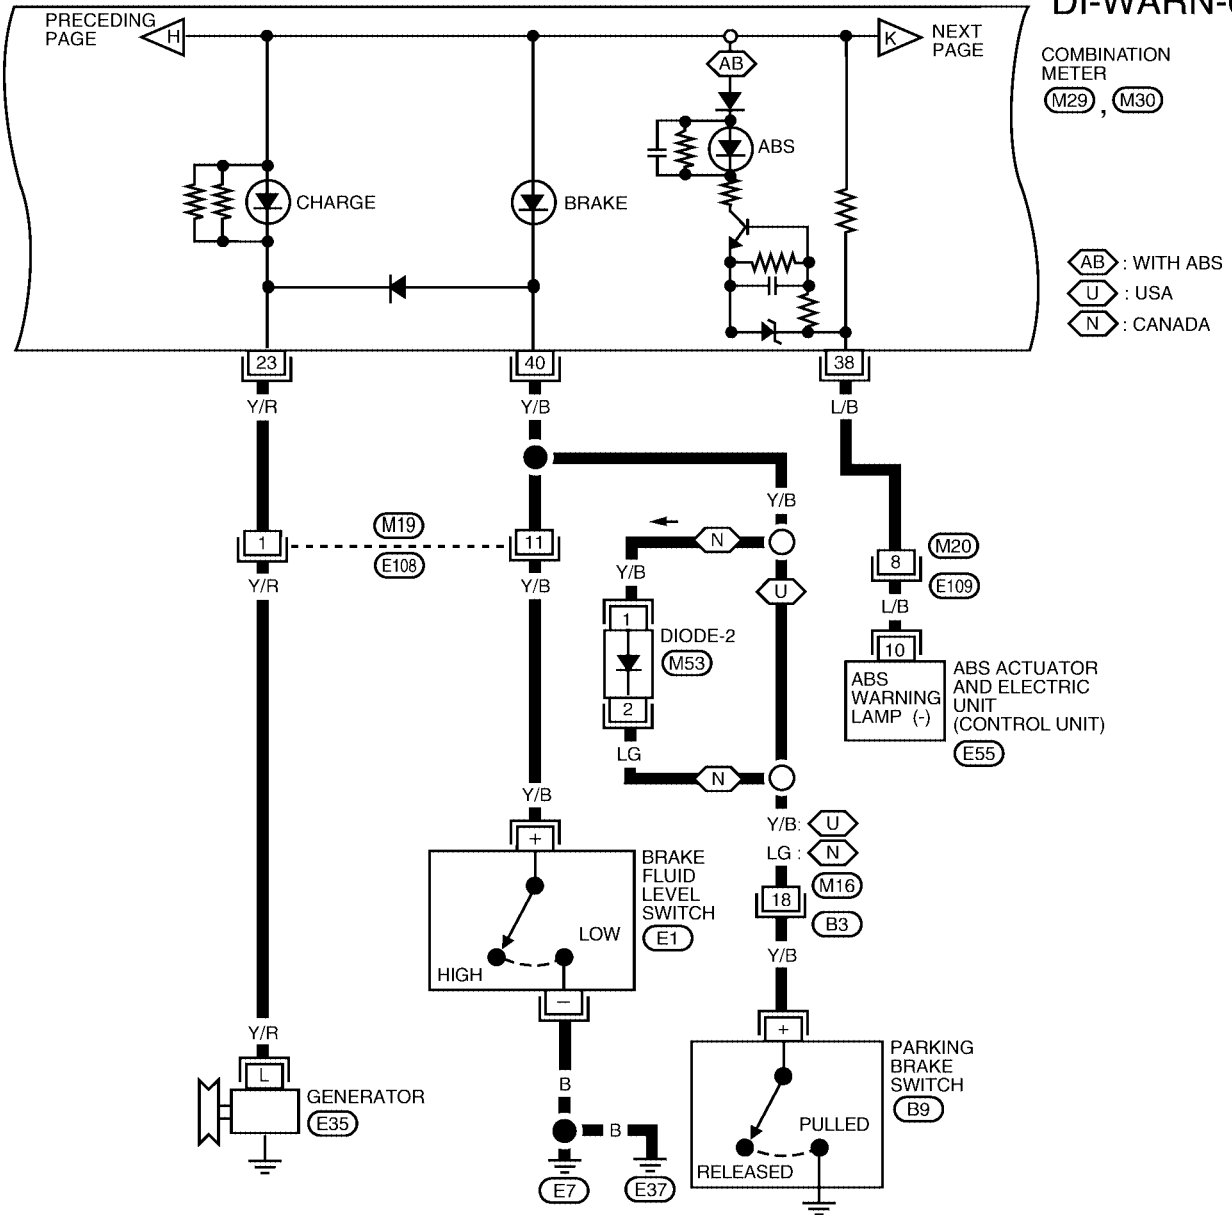 DI-WARN-
PRECEDING
PAGE
H
K
NEXT
PAGE
COMBINATION
METER
M29 , M30
AB
ABS
CHARGE
BRAKE
AB : WITH ABS
U : USA
N : CANADA
23
40
38
Y/R
Y/B
L/B
Y/B
1
M19
E108
11
N
U
8
M20
E109
Y/R
Y/B
Y/B
L/B
1
DIODE-2
M53
2
10
ABS
WARNING
LAMP (-)
ABS ACTUATOR
AND ELECTRIC
UNIT
(CONTROL UNIT)
E55
LG
N
Y/B
Y/B: U
LG : N
+
BRAKE
FLUID
LEVEL
SWITCH
E1
HIGH
LOW
–
18
M16
B3
Y/B
Y/R
L
GENERATOR
E35
B
B
E7
E37
+
PARKING
BRAKE
SWITCH
B9
PULLED
RELEASED